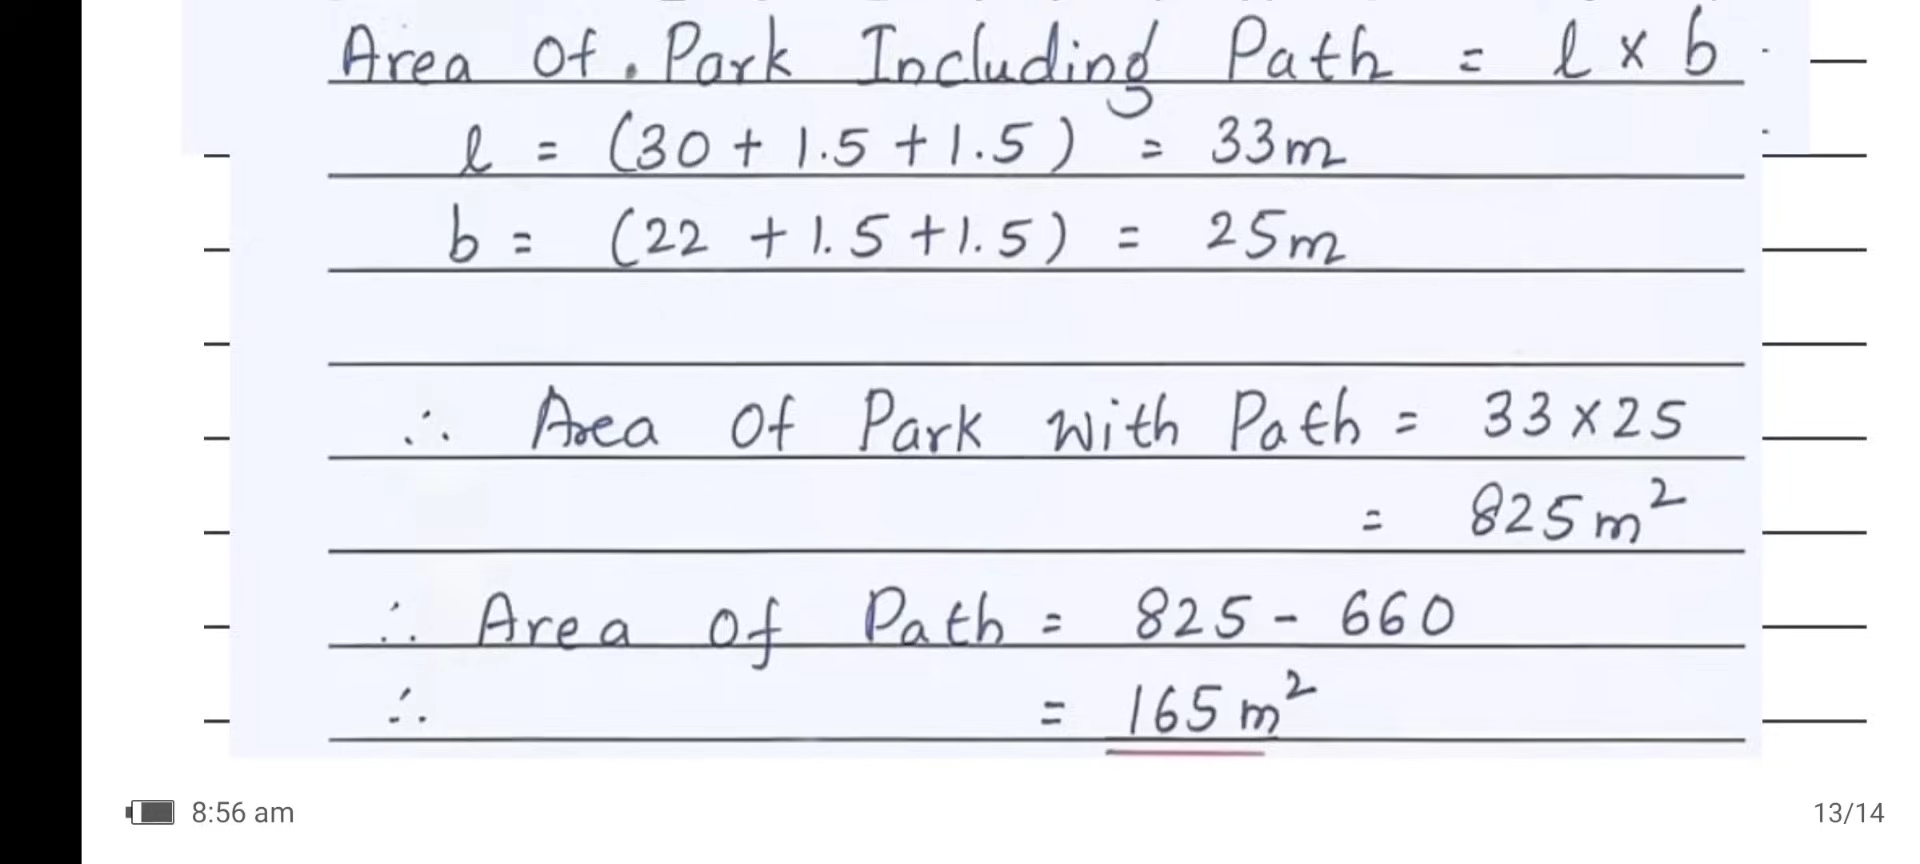 Area Of. Park Including Path = l × b
l = (30 + 1.5 + 1.5) = 33m
b = (22 + 1.5 + 1.5) = 25m
∴ Area Of Park With Path = 33 × 25
= 825 m²
∴ Area of Path = 825 - 660
∴ = 165 m²
8:56 am 13/14